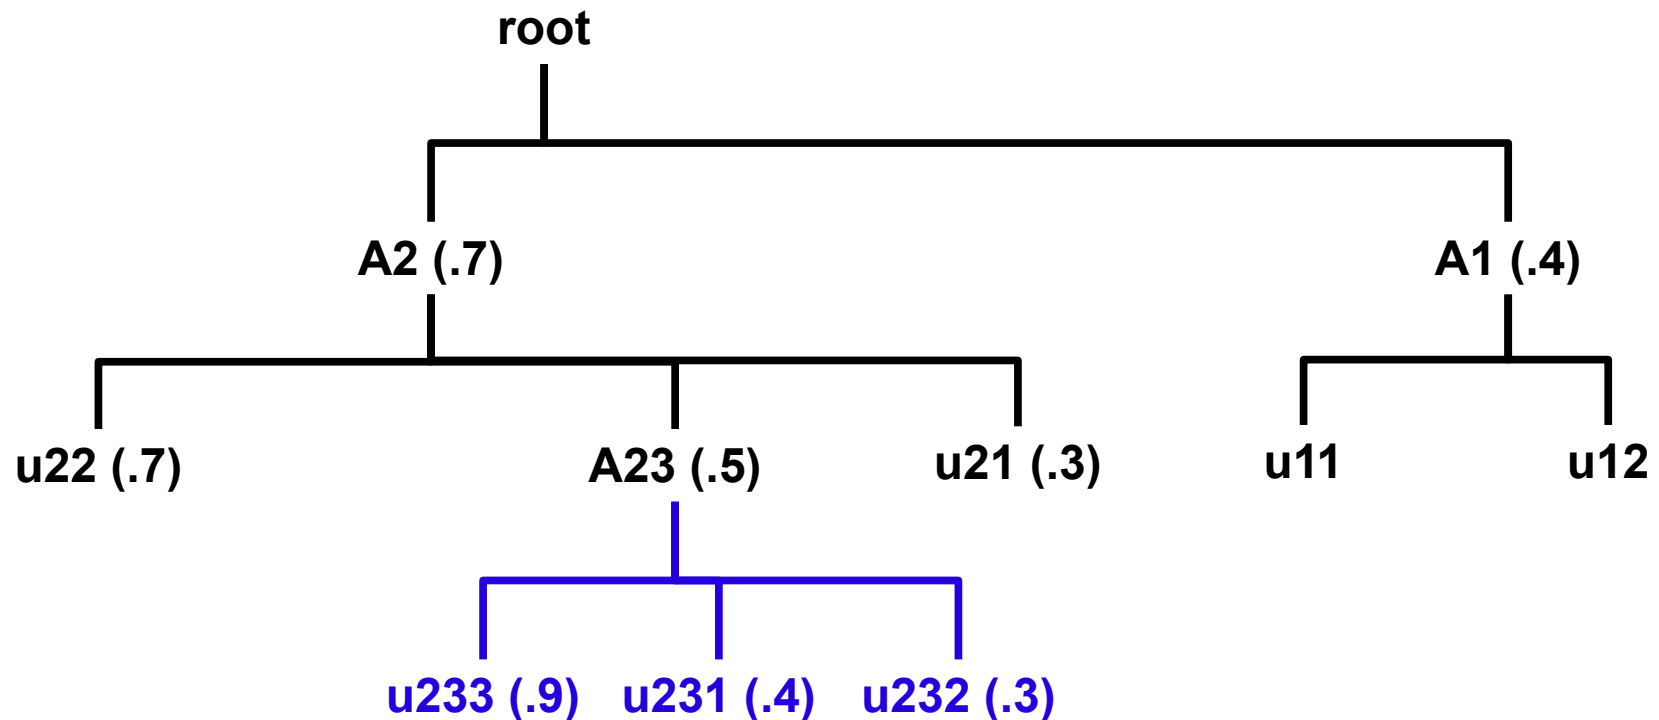 root
A2 (.7)
A1 (.4)
u22 (.7)
A23 (.5)
u21 (.3)
u11
u12
u233 (.9)
u231 (.4)
u232 (.3)